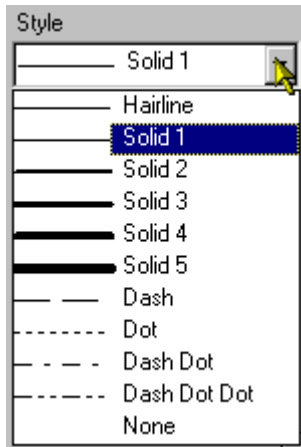 Style
Solid 1
Hairline
Solid 1
Solid 2
Solid 3
Solid 4
Solid 5
Dash
Dot
Dash Dot
Dash Dot Dot
None